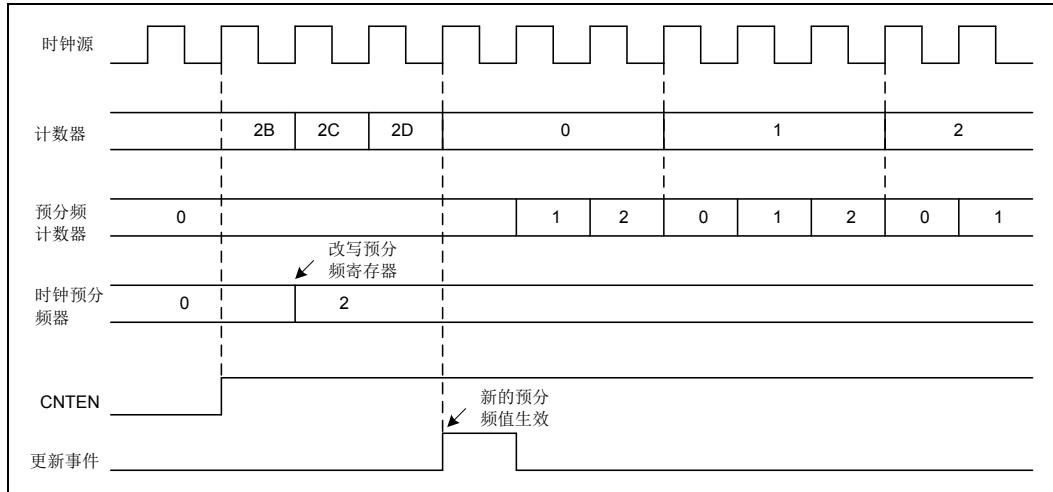 时钟源
计数器
2B 2C 2D 0 1 2
预分频
计数器
0 1 2 0 1 2 0 1
改写预分
频寄存器
时钟预分
频器
0 2
CNTEN
新的预分
频值生效
更新事件